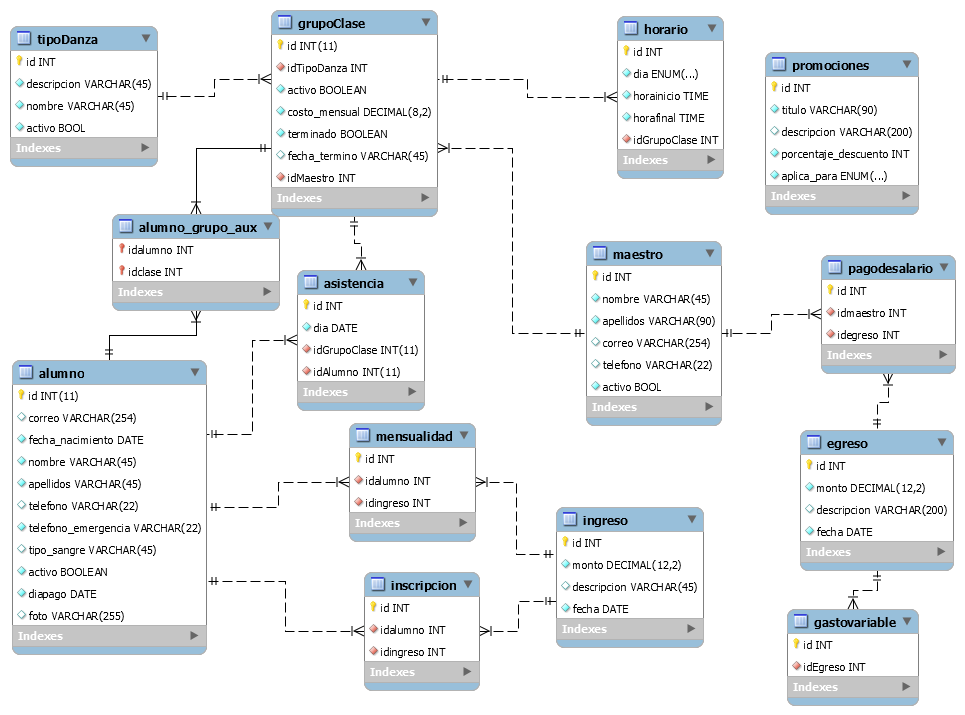 tipoDanza
id INT
descripcion VARCHAR(45)
nombre VARCHAR(45)
activo BOOL
Indexes
grupoClase
id INT(11)
idTipoDanza INT
activo BOOLEAN
costo_mensual DECIMAL(8,2)
terminado BOOLEAN
fecha_termino VARCHAR(45)
idMaestro INT
Indexes
horario
id INT
dia ENUM(...)
horainicio TIME
horafinal TIME
idGrupoClase INT
Indexes
promociones
id INT
titulo VARCHAR(90)
descripcion VARCHAR(200)
porcentaje_descuento INT
aplica_para ENUM(...)
Indexes
alumno_grupo_aux
idalumno INT
idclase INT
Indexes
asistencia
id INT
dia DATE
idGrupoClase INT(11)
idAlumno INT(11)
Indexes
maestro
id INT
nombre VARCHAR(45)
apellidos VARCHAR(90)
correo VARCHAR(254)
telefono VARCHAR(22)
activo BOOL
Indexes
pagodesalario
id INT
idmaestro INT
idegreso INT
Indexes
alumno
id INT(11)
correo VARCHAR(254)
fecha_nacimiento DATE
nombre VARCHAR(45)
apellidos VARCHAR(45)
telefono VARCHAR(22)
telefono_emergencia VARCHAR(22)
tipo_sangre VARCHAR(45)
activo BOOLEAN
diapago DATE
foto VARCHAR(255)
Indexes
mensualidad
id INT
idalumno INT
idingreso INT
Indexes
inscripcion
id INT
idalumno INT
idingreso INT
Indexes
ingreso
id INT
monto DECIMAL(12,2)
descripcion VARCHAR(45)
fecha DATE
Indexes
egreso
id INT
monto DECIMAL(12,2)
descripcion VARCHAR(200)
fecha DATE
Indexes
gastovariable
id INT
idEgreso INT
Indexes